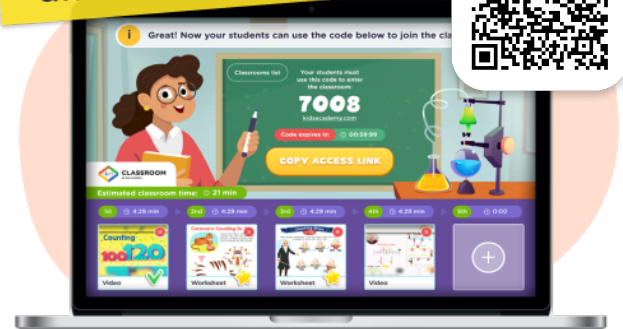 Great! Now your students can use the code below to join the cla
Classrooms list
Your students must
use this code to enter
the classroom:
7008
kidsacademy.com
Code expires in:
00:59:99
COPY ACCESS LINK
CLASSROOM
Estimated classroom time: 21 min
1st 4:29 min
2nd 4:29 min
3rd 4:29 min
4th 4:29 min
5th 0:00
Counting
100
120
Video
Worksheet
Worksheet
Video